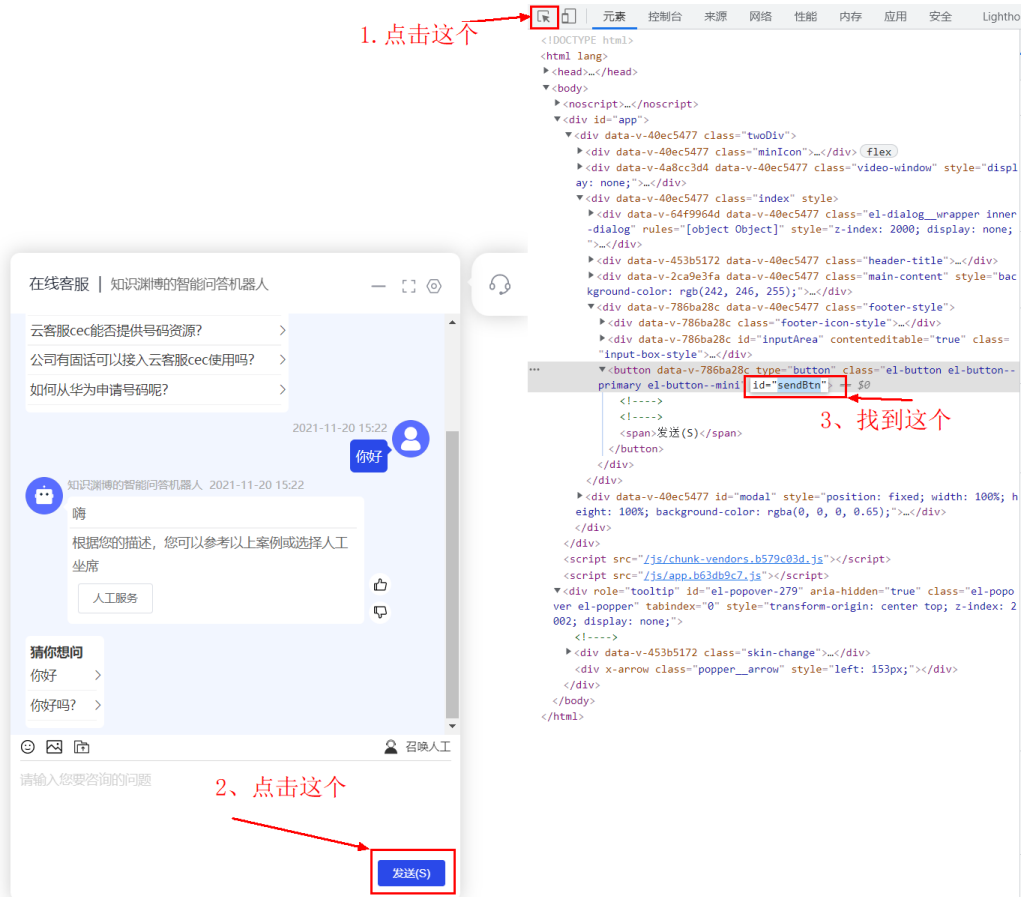 1.点击这个
元素 控制台 来源 网络 性能 内存 应用 安全 Lightho
<!DOCTYPE html>
<html lang>
<head>…</head>
<body>
<noscript>…</noscript>
<div id="app">
<div data-v-40ec5477 class="twoDiv">
<div data-v-40ec5477 class="minIcon">…</div> flex
<div data-v-4a8cc3d4 data-v-40ec5477 class="video-window" style="displ
ay: none;">…</div>
<div data-v-40ec5477 class="index" style>
<div data-v-64f9964d data-v-40ec5477 class="el-dialog__wrapper inner
-dialog" rules="[object Object]" style="z-index: 2000; display: none;
">…</div>
<div data-v-453b5172 class="header-title">…</div>
<div data-v-2ca9e3fa data-v-40ec5477 class="main-content" style="bac
kground-color: rgb(242, 246, 255);">…</div>
<div data-v-786ba28c data-v-40ec5477 class="footer-style">
<div data-v-786ba28c class="footer-icon-style">…</div>
<div data-v-786ba28c id="inputArea" contenteditable="true" class=
"input-box-style">…</div>
<button data-v-786ba28c type="button" class="el-button el-button--
primary el-button--mini" id="sendBtn"> == $0
<!---->
<!---->
<span>发送(S)</span>
</button>
</div>
</div>
<div data-v-40ec5477 id="modal" style="position: fixed; width: 100%; h
eight: 100%; background-color: rgba(0, 0, 0, 0.65);">…</div>
</div>
</div>
<script src="/js/chunk-vendors.b579c03d.js"></script>
<script src="/js/app.b63db9c7.js"></script>
<div role="tooltip" id="el-popover-279" aria-hidden="true" class="el-popo
ver el-popper" tabindex="0" style="transform-origin: center top; z-index: 2
002; display: none;">
<!---->
<div data-v-453b5172 class="skin-change">…</div>
<div x-arrow class="popper__arrow" style="left: 153px;"></div>
</div>
</body>
</html>
3、找到这个
在线客服 | 知识渊博的智能问答机器人
云客服cec能否提供号码资源?
公司有固话可以接入云客服cec使用吗?
如何从华为申请号码呢?
2021-11-20 15:22
你好
知识渊博的智能问答机器人 2021-11-20 15:22
嗨
根据您的描述，您可以参考以上案例或选择人工
坐席
人工服务
猜你想问
你好
你好吗?
召唤人工
请输入您要咨询的问题
2、点击这个
发送(S)